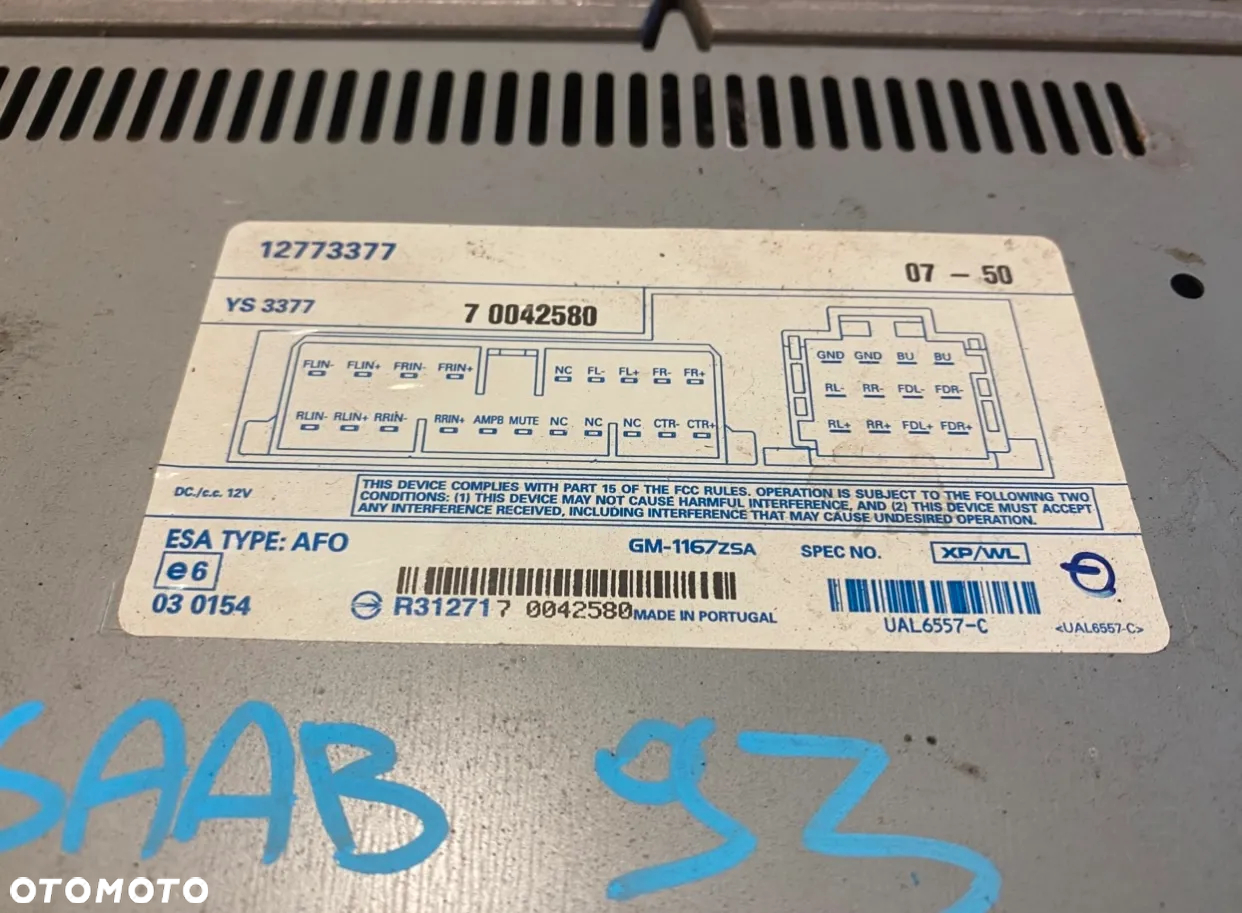 12773377
07 - 50
YS 3377
7 0042580
FLIN- FLIN+ FRIN- FRIN+ NC FL- FL+ FR- FR+
RLIN- RLIN+ RRIN- RRIN+ AMPB MUTE NC NC NC CTR- CTR+
GND GND BU BU
RL- RR- FDL- FDR-
RL+ RR+ FDL+ FDR+
DC./c.c. 12V
THIS DEVICE COMPLIES WITH PART 15 OF THE FCC RULES. OPERATION IS SUBJECT TO THE FOLLOWING TWO
CONDITIONS: (1) THIS DEVICE MAY NOT CAUSE HARMFUL INTERFERENCE, AND (2) THIS DEVICE MUST ACCEPT
ANY INTERFERENCE RECEIVED, INCLUDING INTERFERENCE THAT MAY CAUSE UNDESIRED OPERATION.
ESA TYPE: AFO
GM-1167ZSA
SPEC NO. XP/WL
e6
03 0154
R31271 7 0042580 MADE IN PORTUGAL
UAL6557-C
<UAL6557-C>
SAAB 93
OTOMOTO